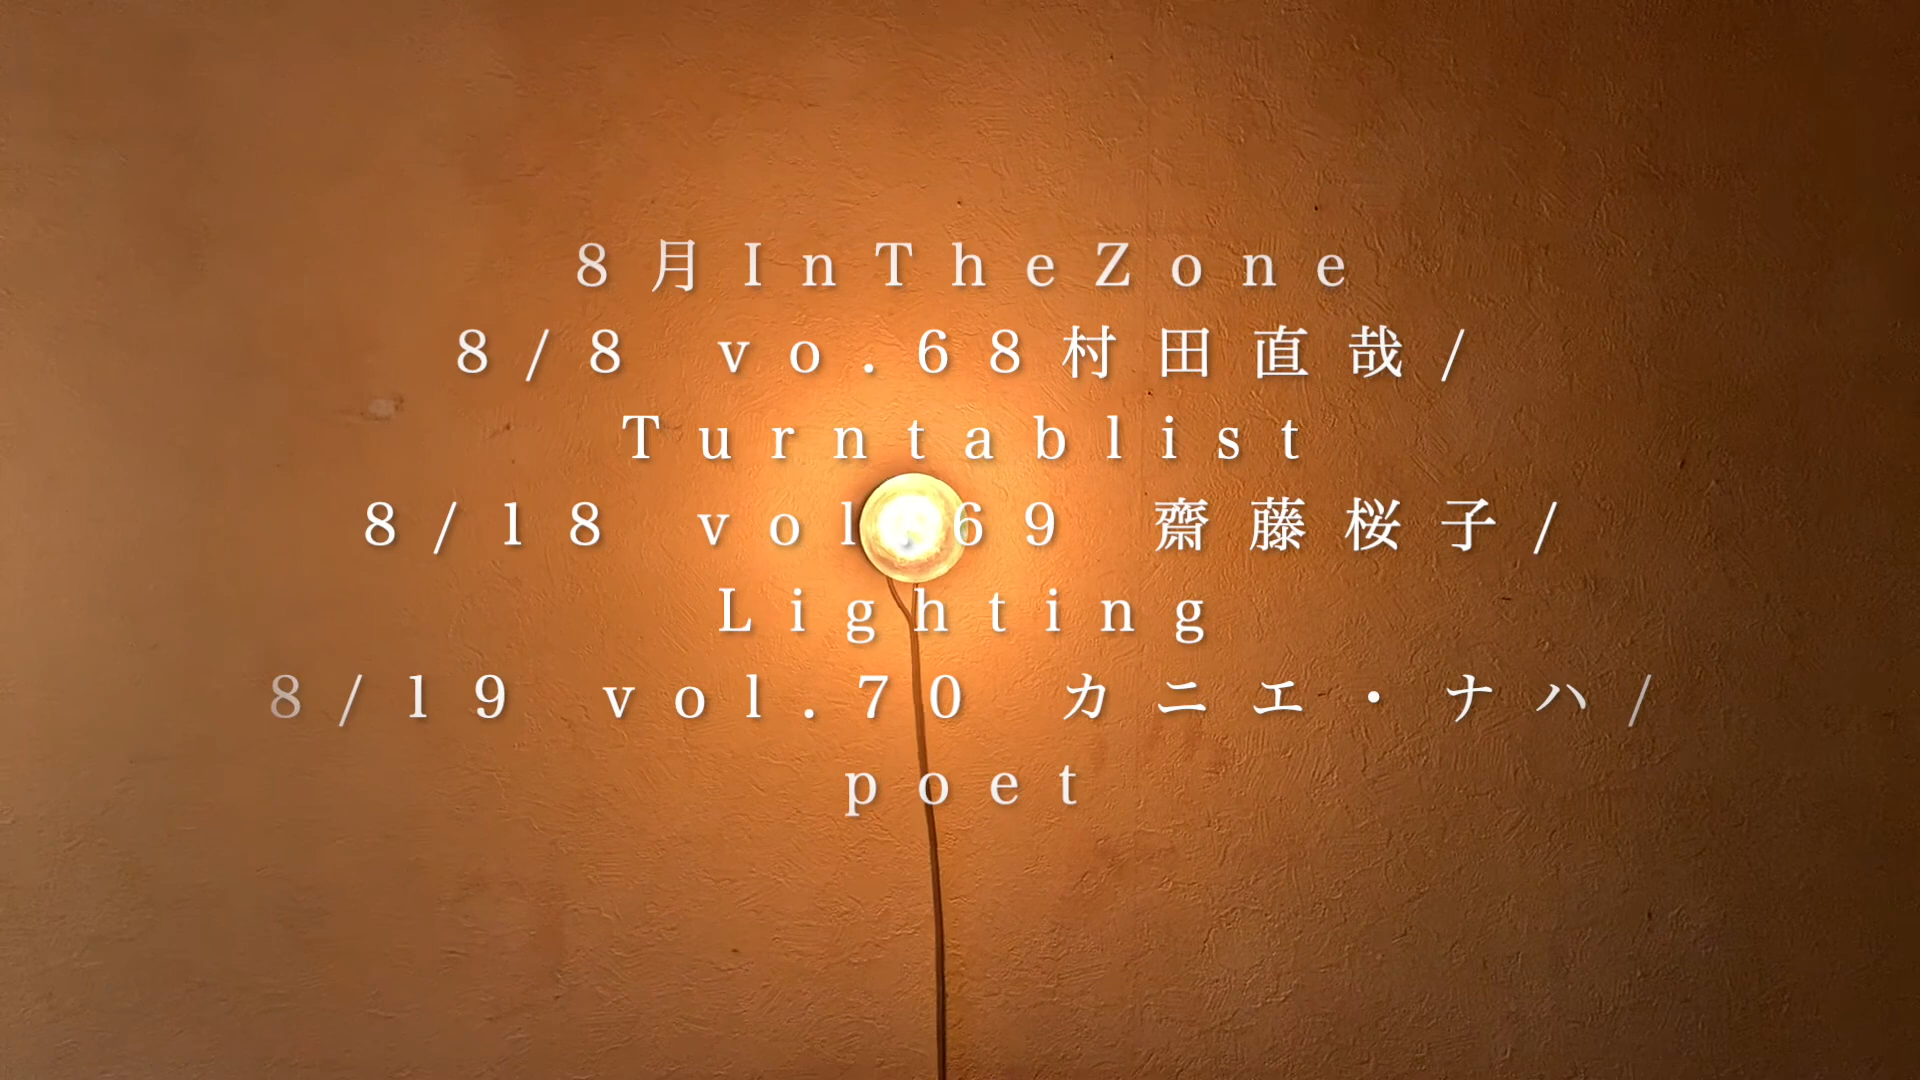 8月InTheZone
8/8 vo.68村田直哉/
Turntablist
8/18 vol.69 齋藤桜子/
Lighting
8/19 vol.70 カニエ・ナハ/
poet